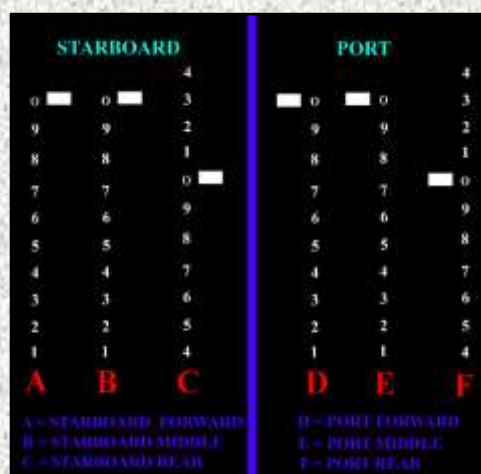 STARBOARD PORT
4 4
0 0 3 0 0 3
9 9 2 9 9 2
8 8 1 8 8 1
7 7 0 7 7 0
6 6 9 6 6 9
5 5 8 5 5 8
4 4 7 4 4 7
3 3 6 3 3 6
2 2 5 2 2 5
1 1 4 1 1 4
A B C D E F
A = STARBOARD FORWARD D = PORT FORWARD
B = STARBOARD MIDDLE E = PORT MIDDLE
C = STARBOARD REAR F = PORT REAR